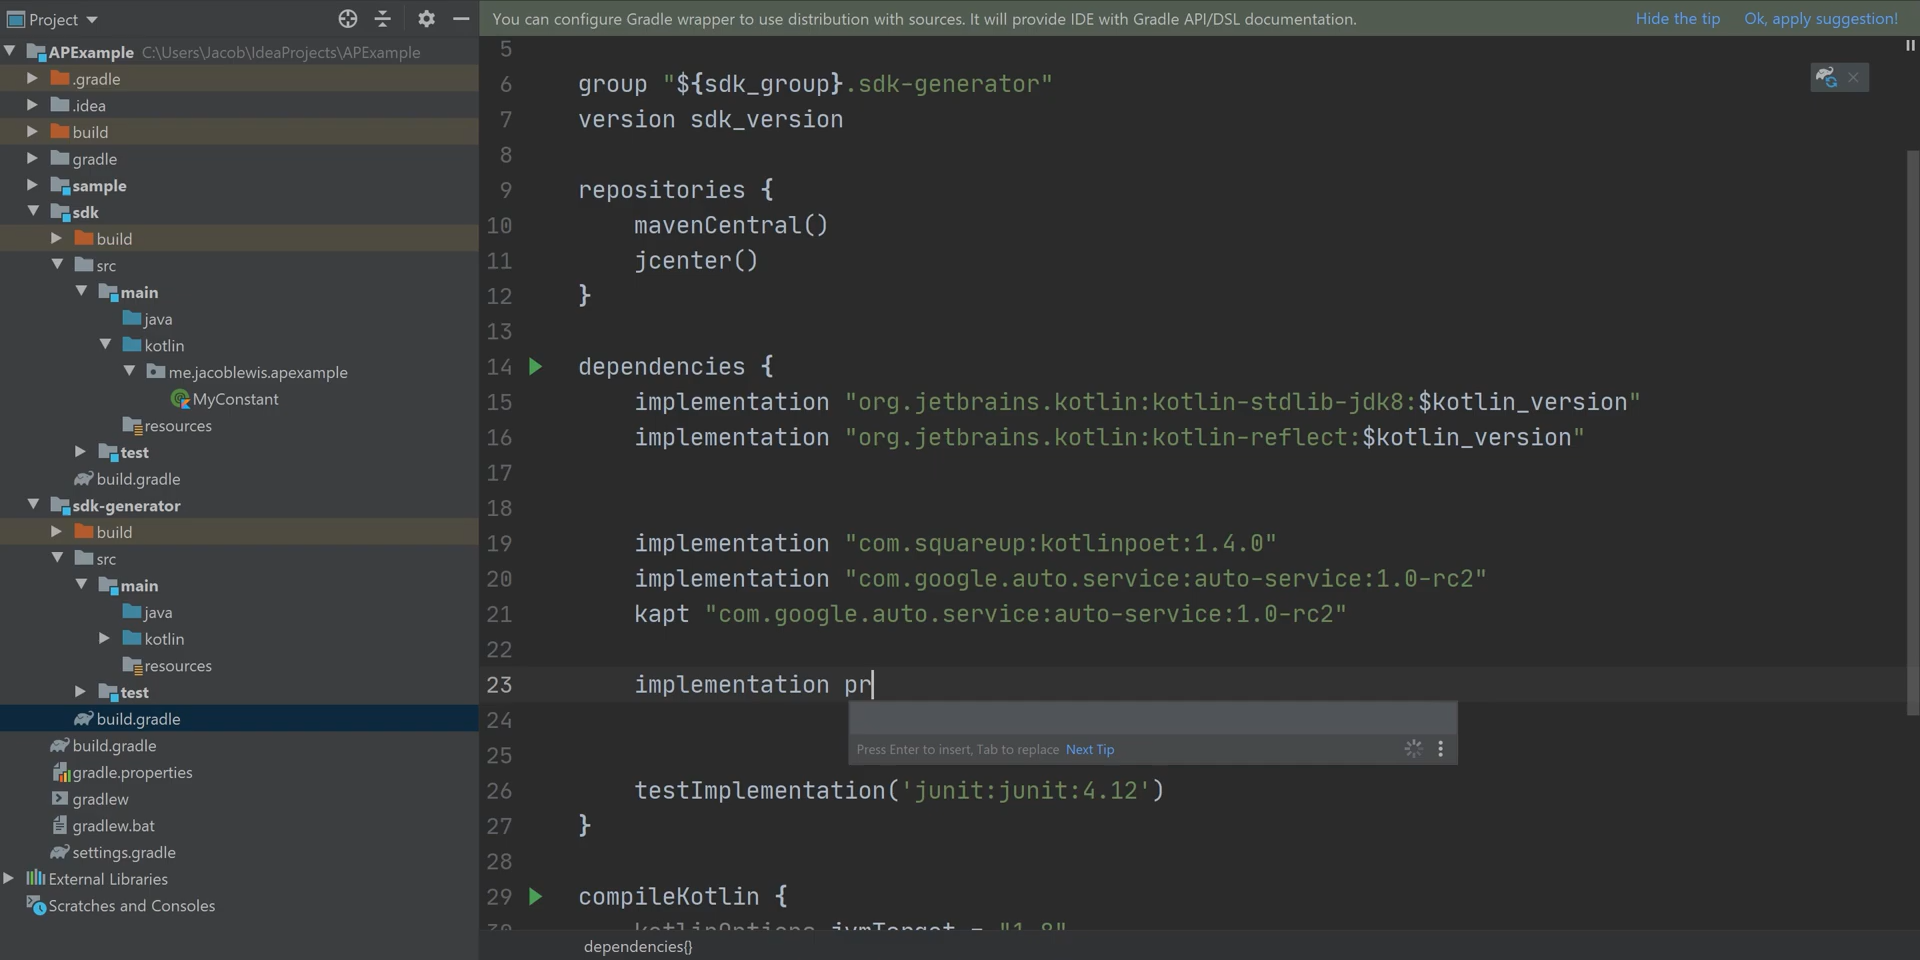 Project
APExample C:\Users\Jacob\IdeaProjects\APExample
.gradle
.idea
build
gradle
sample
sdk
build
src
main
java
kotlin
me.jacoblewis.apexample
MyConstant
resources
test
build.gradle
sdk-generator
build
src
main
java
kotlin
resources
test
build.gradle
build.gradle
gradle.properties
gradlew
gradlew.bat
settings.gradle
External Libraries
Scratches and Consoles
You can configure Gradle wrapper to use distribution with sources. It will provide IDE with Gradle API/DSL documentation. Hide the tip Ok, apply suggestion!
5
6 group "${sdk_group}.sdk-generator"
7 version sdk_version
8
9 repositories {
10 mavenCentral()
11 jcenter()
12 }
13
14 dependencies {
15 implementation "org.jetbrains.kotlin:kotlin-stdlib-jdk8:$kotlin_version"
16 implementation "org.jetbrains.kotlin:kotlin-reflect:$kotlin_version"
17
18
19 implementation "com.squareup:kotlinpoet:1.4.0"
20 implementation "com.google.auto.service:auto-service:1.0-rc2"
21 kapt "com.google.auto.service:auto-service:1.0-rc2"
22
23 implementation pr
24
Press Enter to insert, Tab to replace Next Tip
25
26 testImplementation('junit:junit:4.12')
27 }
28
29 compileKotlin {
30 kotlinOptions.jvmTarget = "1.8"
dependencies{}